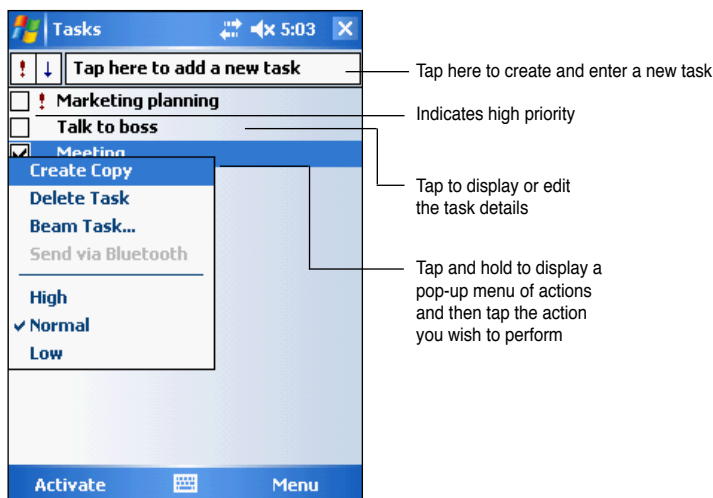 Tasks 5:03
! ↓ Tap here to add a new task
! Marketing planning
Talk to boss
Meeting
Create Copy
Delete Task
Beam Task...
Send via Bluetooth
High
Normal
Low
Activate Menu
Tap here to create and enter a new task
Indicates high priority
Tap to display or edit
the task details
Tap and hold to display a
pop-up menu of actions
and then tap the action
you wish to perform